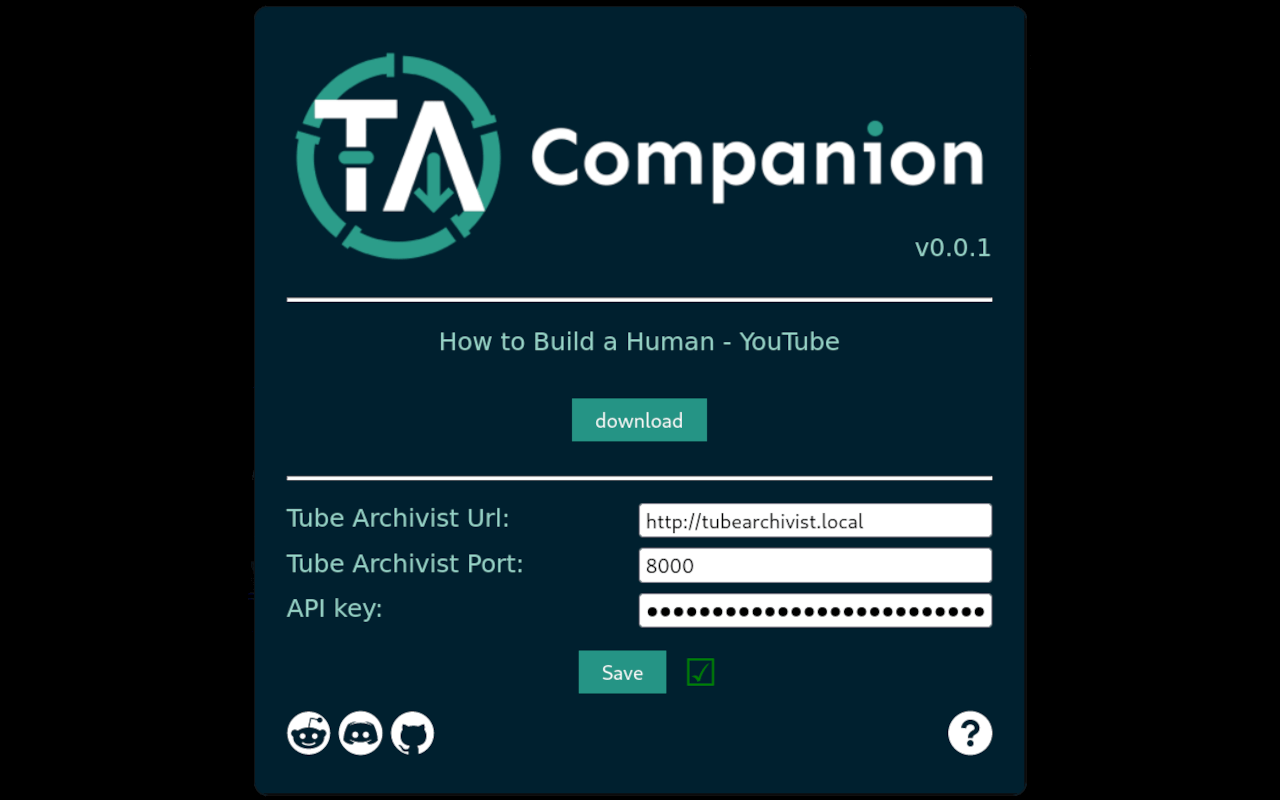 TA Companion
v0.0.1
How to Build a Human - YouTube
download
Tube Archivist Url: http://tubearchivist.local
Tube Archivist Port: 8000
API key: ••••••••••••••••••••••••••
Save ☑
?